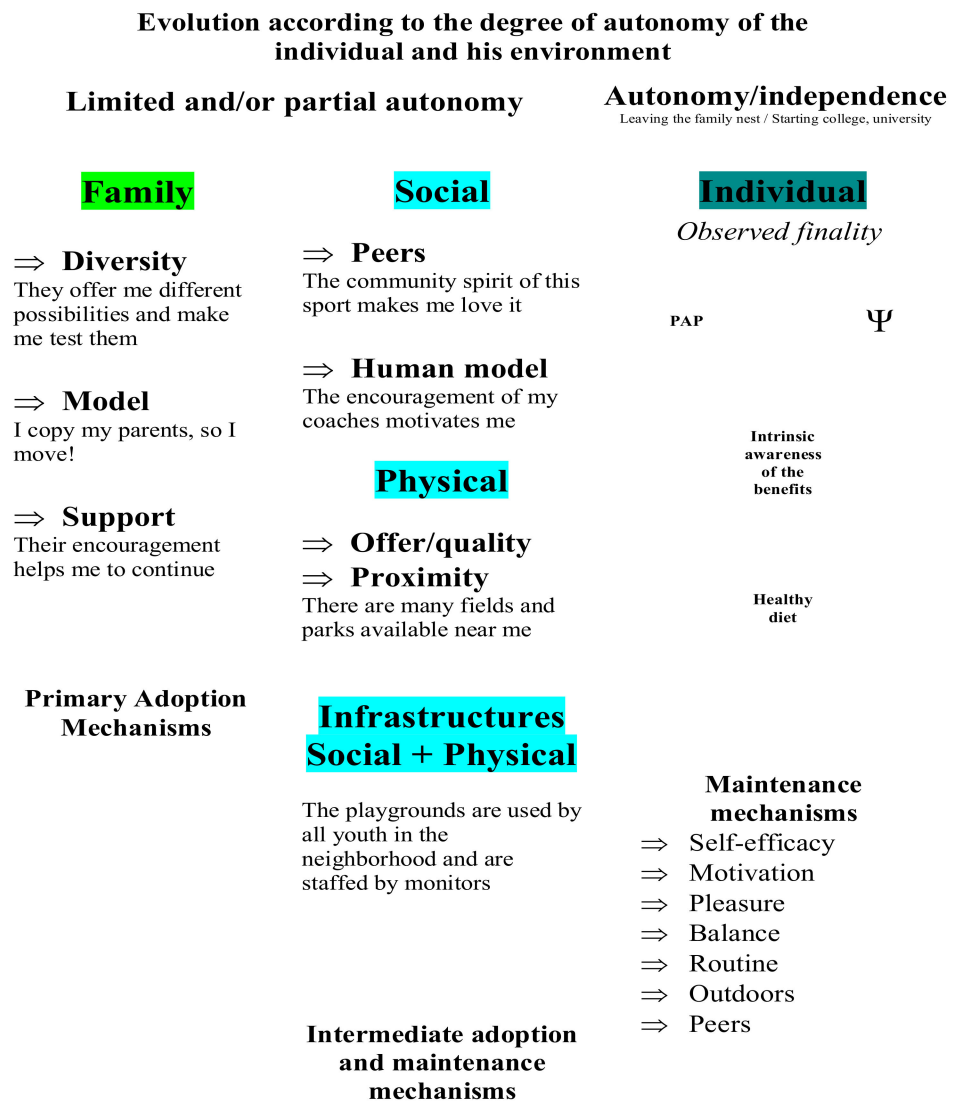 Evolution according to the degree of autonomy of the
individual and his environment
Limited and/or partial autonomy
Autonomy/independence
Leaving the family nest / Starting college, university
Family
⇒ Diversity
They offer me different
possibilities and make
me test them
⇒ Model
I copy my parents, so I
move!
⇒ Support
Their encouragement
helps me to continue
Primary Adoption
Mechanisms
Social
⇒ Peers
The community spirit of this
sport makes me love it
⇒ Human model
The encouragement of my
coaches motivates me
Physical
⇒ Offer/quality
⇒ Proximity
There are many fields and
parks available near me
Infrastructures
Social + Physical
The playgrounds are used by
all youth in the
neighborhood and are
staffed by monitors
Intermediate adoption
and maintenance
mechanisms
Individual
Observed finality
PAP
Ψ
Intrinsic
awareness
of the
benefits
Healthy
diet
Maintenance
mechanisms
⇒ Self-efficacy
⇒ Motivation
⇒ Pleasure
⇒ Balance
⇒ Routine
⇒ Outdoors
⇒ Peers